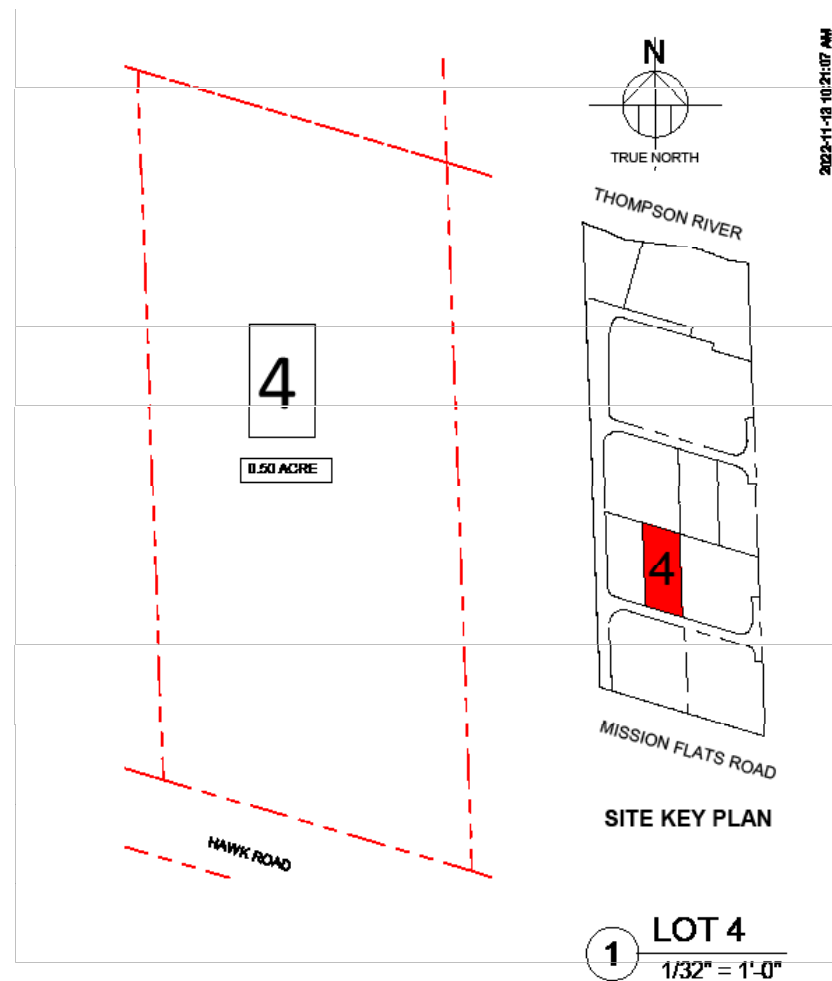 N
TRUE NORTH
2022-11-13 10:21:07 AM
THOMPSON RIVER
4
0.50 ACRE
4
MISSION FLATS ROAD
SITE KEY PLAN
HAWK ROAD
1
LOT 4
1/32" = 1'-0"